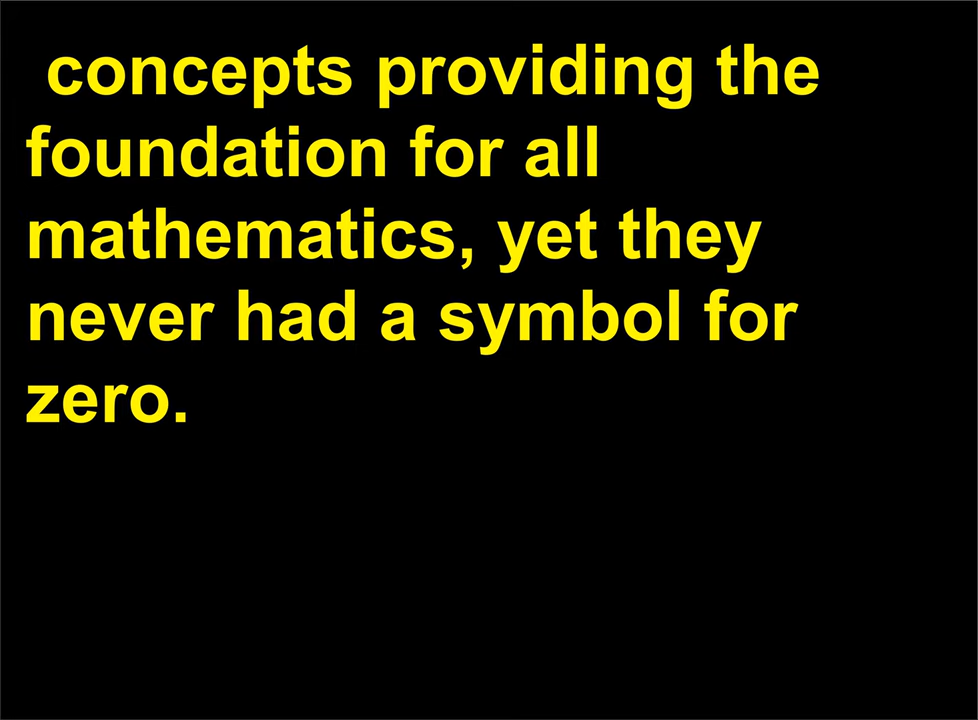 concepts providing the
foundation for all
mathematics, yet they
never had a symbol for
zero.